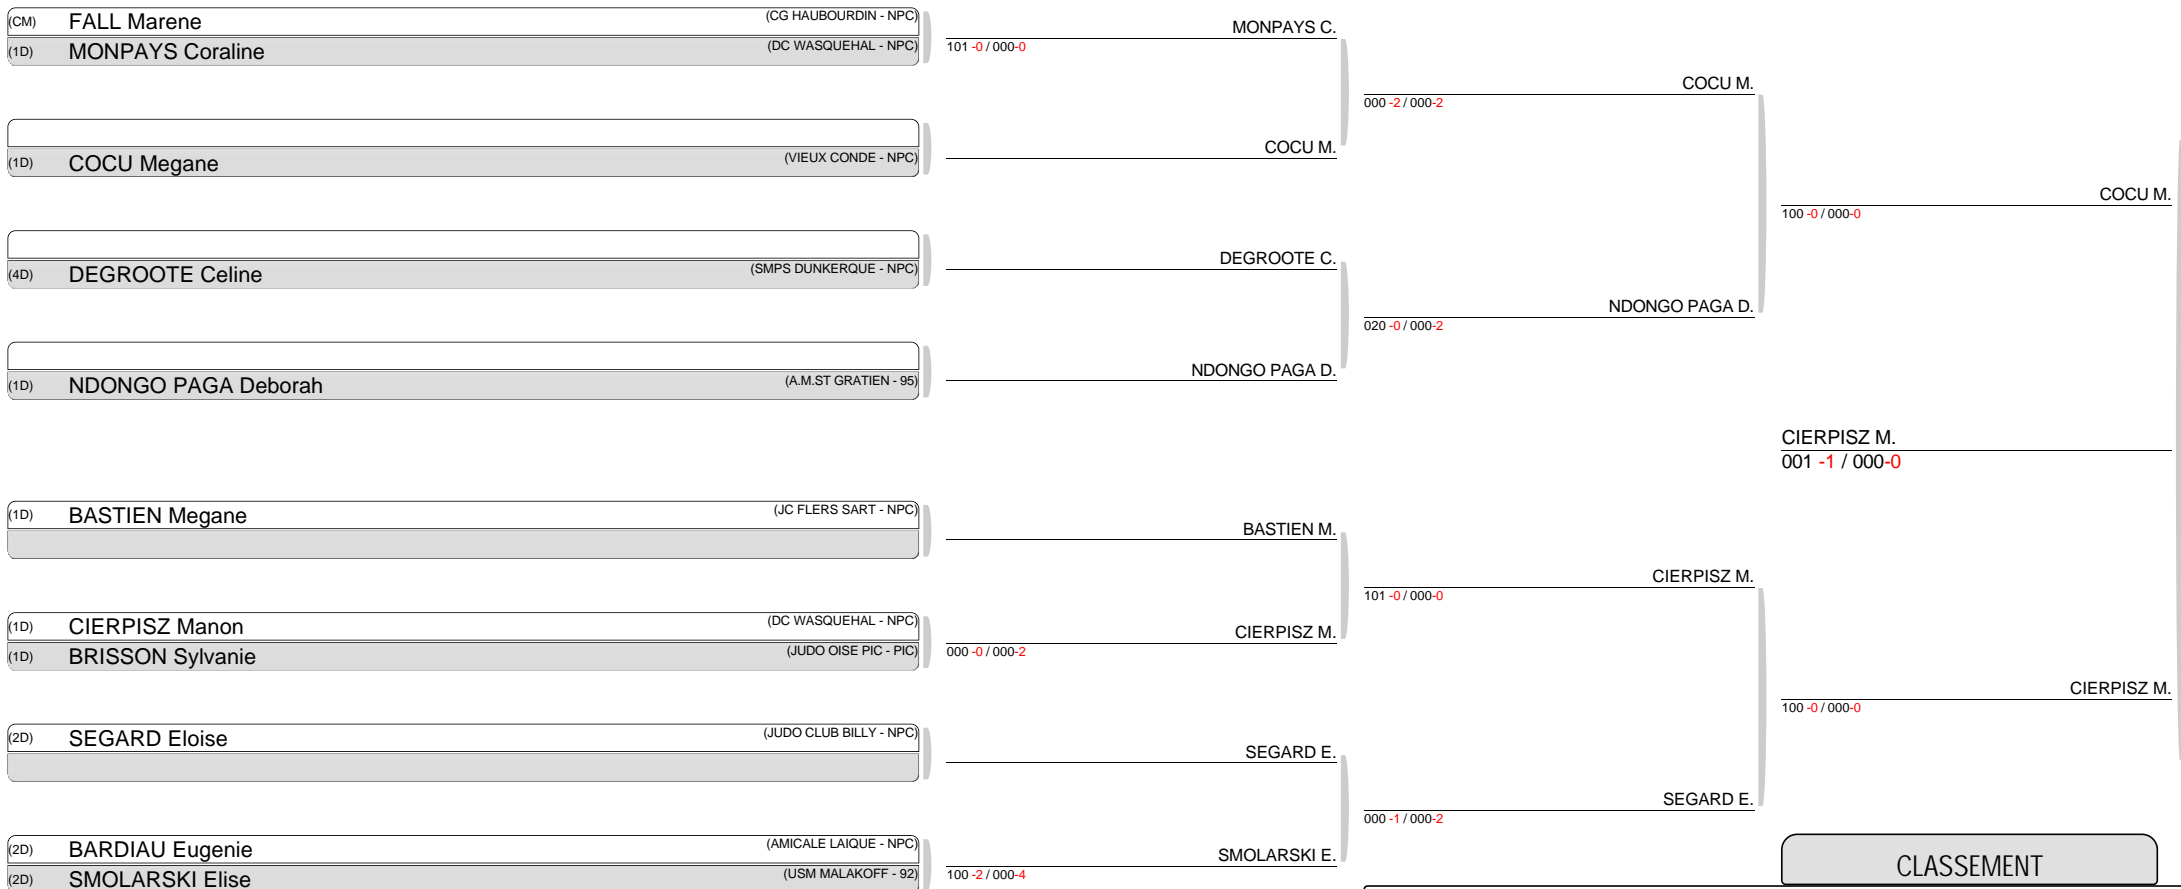 (CM) FALL Marene (CG HAUBOURDIN - NPC)
(1D) MONPAYS Coraline (DC WASQUEHAL - NPC)
(1D) COCU Megane (VIEUX CONDE - NPC)
(4D) DEGROOTE Celine (SMPS DUNKERQUE - NPC)
(1D) NDONGO PAGA Deborah (A.M.ST GRATIEN - 95)
(1D) BASTIEN Megane (JC FLERS SART - NPC)
(1D) CIERPISZ Manon (DC WASQUEHAL - NPC)
(1D) BRISSON Sylvanie (JUDO OISE PIC - PIC)
(2D) SEGARD Eloise (JUDO CLUB BILLY - NPC)
(2D) BARDIAU Eugenie (AMICALE LAIQUE - NPC)
(2D) SMOLARSKI Elise (USM MALAKOFF - 92)
MONPAYS C.
101 -0 / 000-0
COCU M.
DEGROOTE C.
NDONGO PAGA D.
BASTIEN M.
CIERPISZ M.
000 -0 / 000-2
SEGARD E.
SMOLARSKI E.
100 -2 / 000-4
COCU M.
000 -2 / 000-2
NDONGO PAGA D.
020 -0 / 000-2
CIERPISZ M.
101 -0 / 000-0
SEGARD E.
000 -1 / 000-2
COCU M.
100 -0 / 000-0
CIERPISZ M.
001 -1 / 000-0
CIERPISZ M.
100 -0 / 000-0
CLASSEMENT